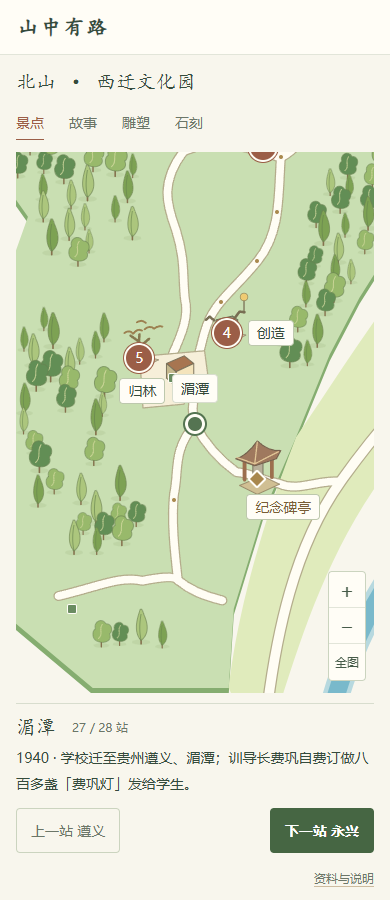 山中有路
北山 • 西迁文化园
景点 故事 雕塑 石刻
4 创造
5
归林 湄潭
纪念碑亭
+
−
全图
湄潭 27 / 28 站
1940 · 学校迁至贵州遵义、湄潭；训导长费巩自费订做八
百多盏「费巩灯」发给学生。
上一站 遵义 下一站 永兴
资料与说明